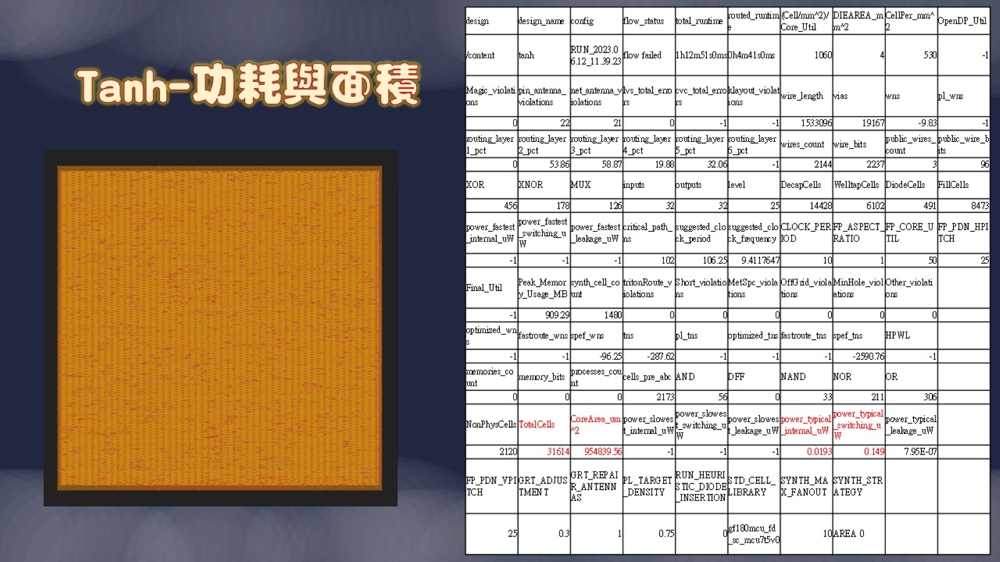 Tanh-功耗與面積
design design_name config flow_status total_runtime routed_runtime (Cell/mm^2)/Core_Util DIEAREA_mm^2 CellPer_mm^2 OpenDP_Util
/content tanh RUN_2023.06.12_11.39.23 flow failed 1h12m51s0ms 0h4m41s0ms 1060 4 530 -1
Magic_violations pin_antenna_violations net_antenna_violations lvs_total_errors cvc_total_errors klayout_violations wire_length vias wns pl_wns
0 22 21 0 -1 -1 1533096 19167 -9.83 -1
routing_layer1_pct routing_layer2_pct routing_layer3_pct routing_layer4_pct routing_layer5_pct routing_layer6_pct wires_count wire_bits public_wires_count public_wire_bits
0 53.86 58.87 19.88 32.06 -1 2144 2237 3 96
XOR XNOR MUX inputs outputs level DecapCells WelltapCells DiodeCells FillCells
456 178 126 32 32 25 14428 6102 491 8473
power_fastest_internal_uW power_fastest_switching_uW power_fastest_leakage_uW critical_path_ns suggested_clock_period suggested_clock_frequency CLOCK_PERIOD FP_ASPECT_RATIO FP_CORE_UTIL FP_PDN_HPITCH
-1 -1 -1 102 106.25 9.4117647 10 1 50 25
Final_Util Peak_Memory_Usage_MB synth_cell_count tritonRoute_violations Short_violations MetSpc_violations OffGrid_violations MinHole_violations Other_violations
-1 909.29 1480 0 0 0 0 0 0
optimized_wns fastroute_wns spef_wns tns pl_tns optimized_tns fastroute_tns spef_tns HPWL
-1 -1 -96.25 -287.62 -1 -1 -1 -2590.76 -1
memories_count memory_bits processes_count cells_pre_abc AND DFF NAND NOR OR
0 0 0 2173 56 0 33 211 306
NonPhysCells TotalCells CoreArea_um^2 power_slowest_internal_uW power_slowest_switching_uW power_slowest_leakage_uW power_typical_internal_uW power_typical_switching_uW power_typical_leakage_uW
2120 31614 954839.56 -1 -1 -1 0.0193 0.149 7.95E-07
FP_PDN_VPITCH GRT_ADJUSTMENT GRT_REPAIR_ANTENNAS PL_TARGET_DENSITY RUN_HEURISTIC_DIODE_INSERTION STD_CELL_LIBRARY SYNTH_MAX_FANOUT SYNTH_STRATEGY
25 0.3 1 0.75 0 gf180mcu_fd_sc_mcu7t5v0 10 AREA 0